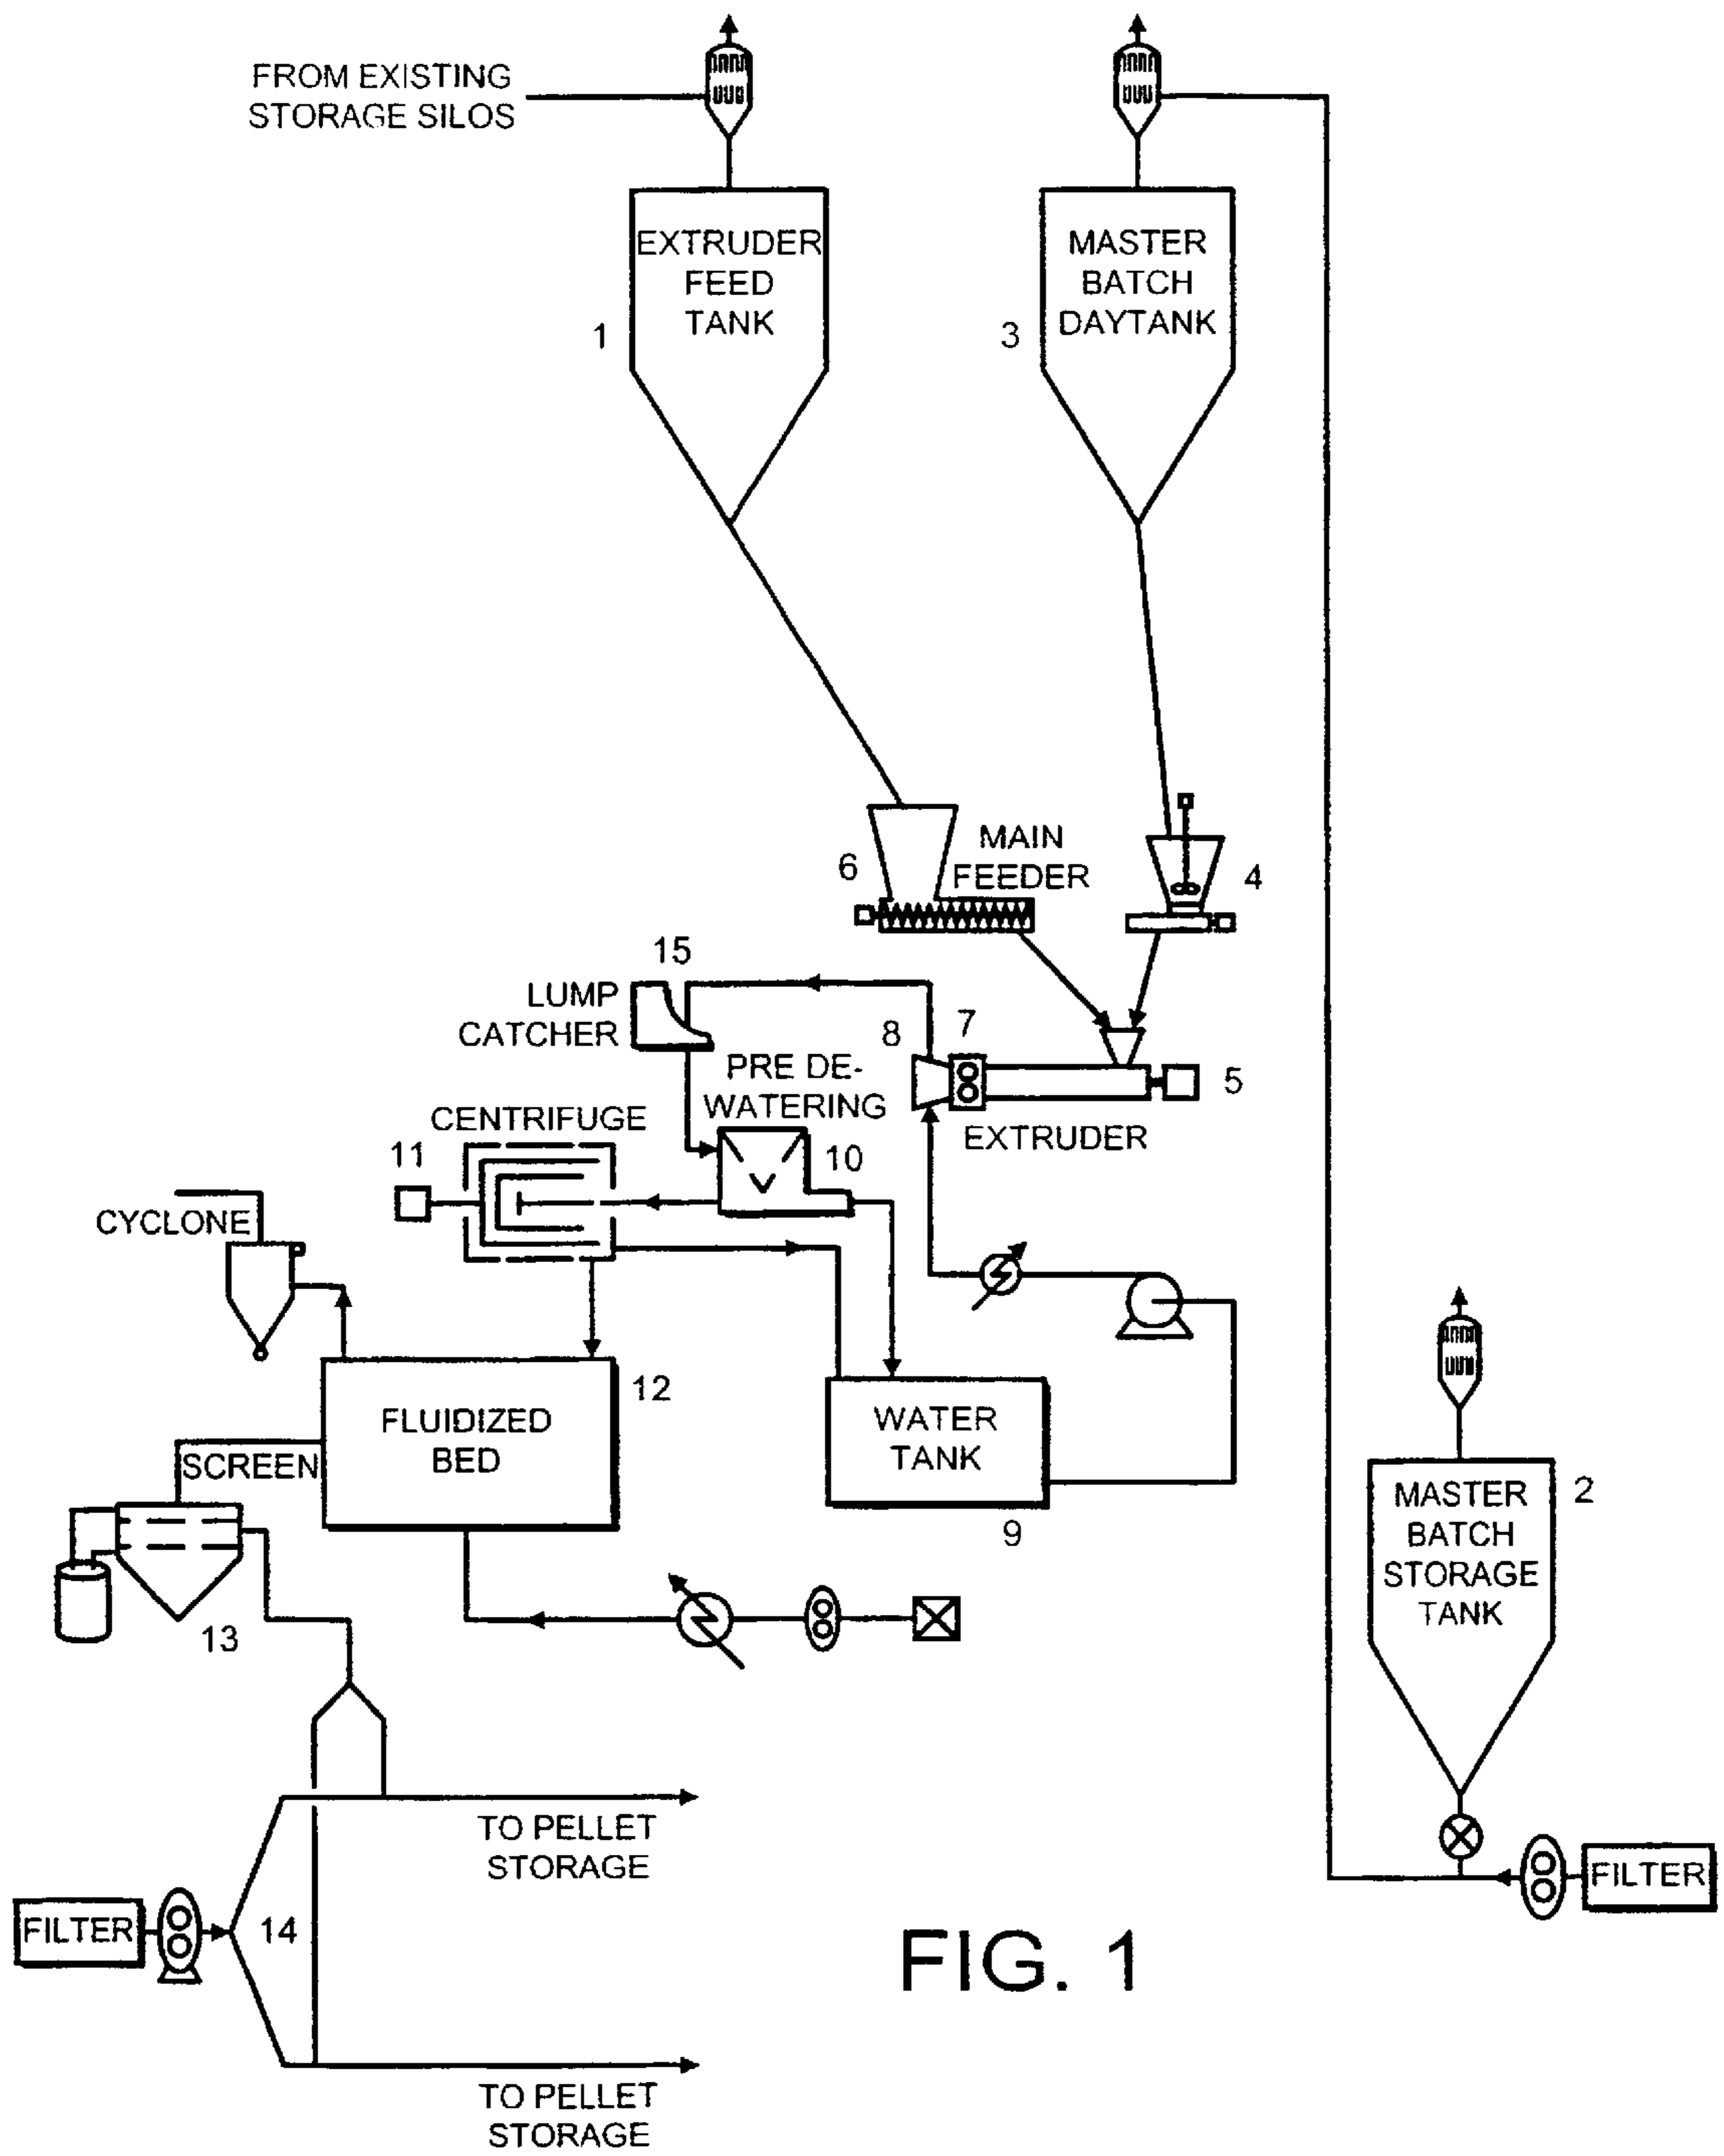 FROM EXISTING
STORAGE SILOS
EXTRUDER
FEED
TANK
1
MASTER
BATCH
DAYTANK
3
MAIN
FEEDER
6
4
15
LUMP
CATCHER
8
7
5
EXTRUDER
PRE DE-
WATERING
10
CENTRIFUGE
11
CYCLONE
12
FLUIDIZED
BED
WATER
TANK
9
SCREEN
13
MASTER
BATCH
STORAGE
TANK
2
TO PELLET
STORAGE
FILTER
FILTER
14
FIG. 1
TO PELLET
STORAGE